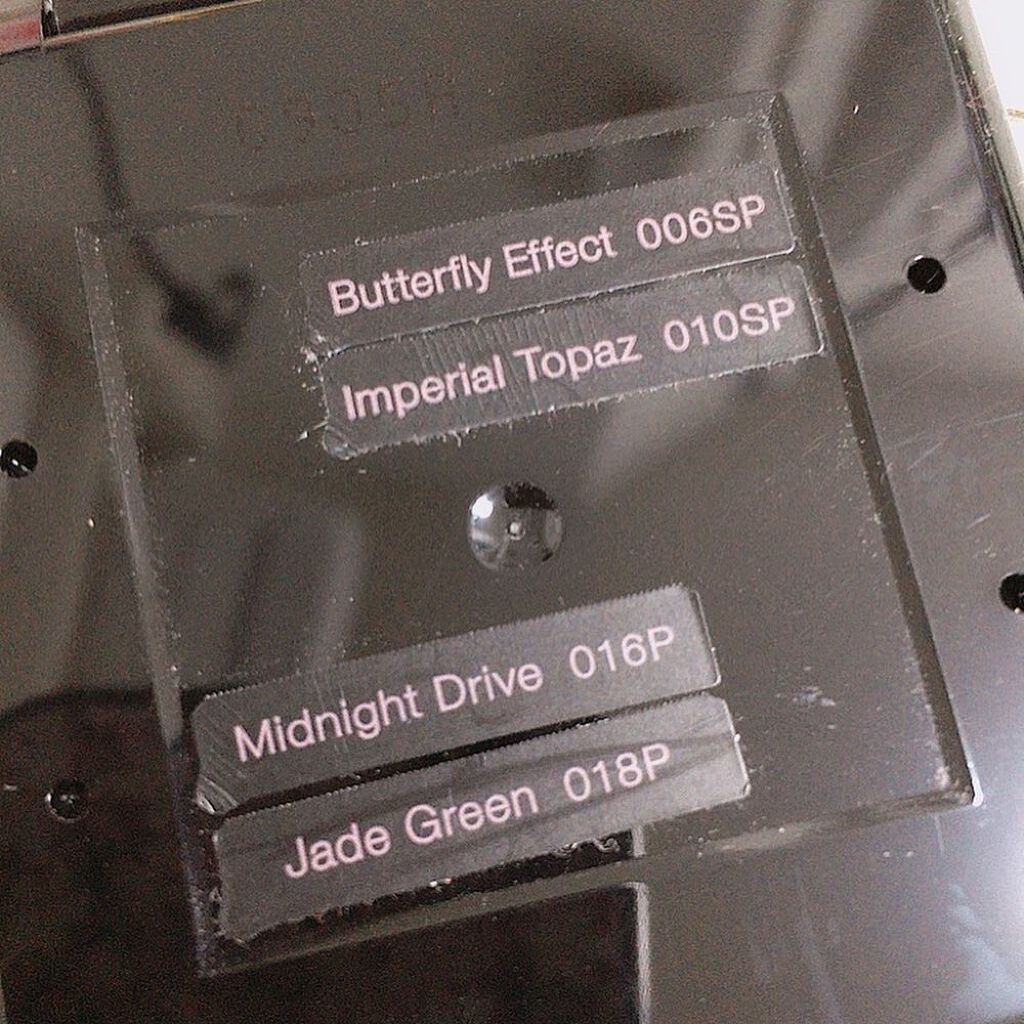 Butterfly Effect 006SP
Imperial Topaz 010SP
Midnight Drive 016P
Jade Green 018P